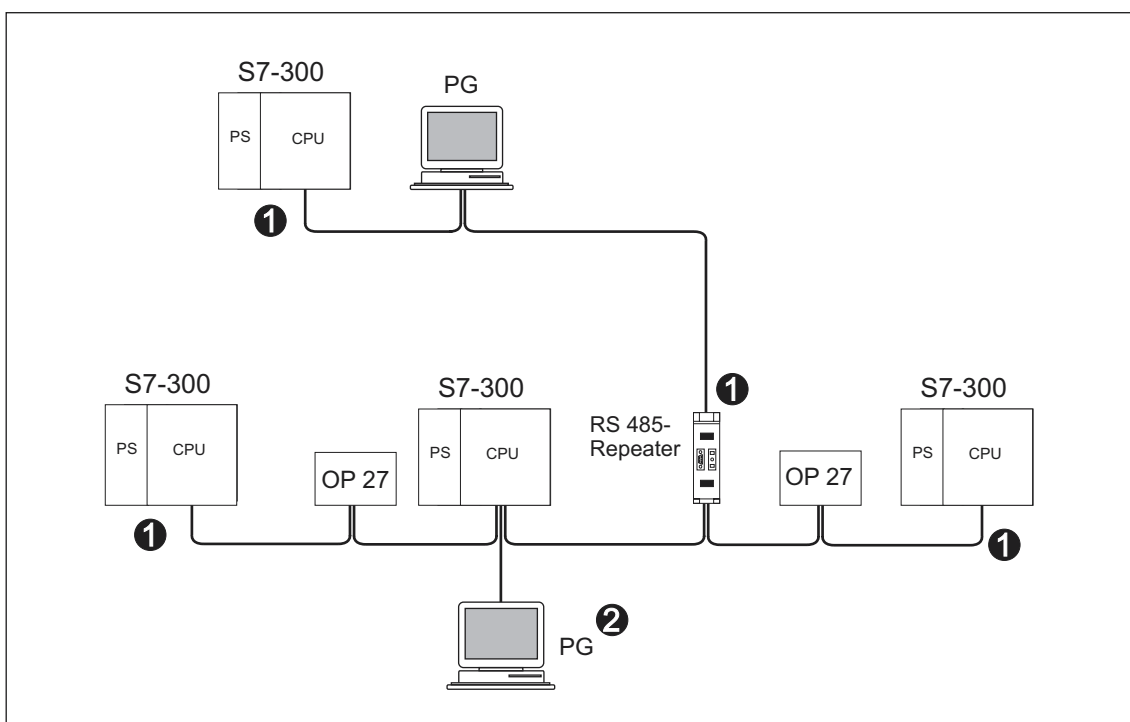 S7-300
PG
PS
CPU
1
S7-300
S7-300
1
S7-300
RS 485-
Repeater
PS
CPU
OP 27
PS
CPU
OP 27
PS
CPU
1
1
2
PG